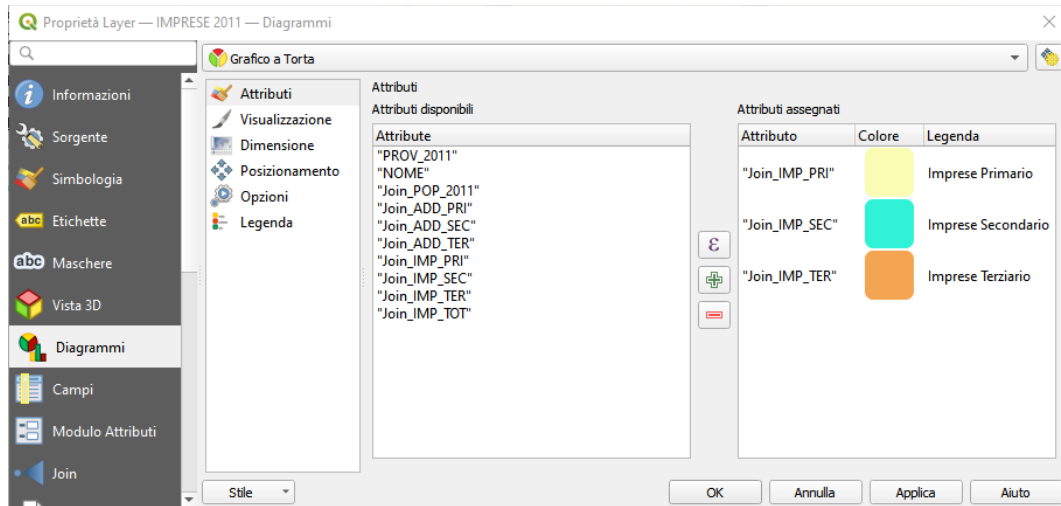 Proprietà Layer — IMPRESE 2011 — Diagrammi
Grafico a Torta
Informazioni
Sorgente
Simbologia
abc Etichette
abc Maschere
Vista 3D
Diagrammi
Campi
Modulo Attributi
Join
Attributi
Visualizzazione
Dimensione
Posizionamento
Opzioni
Legenda
Attributi
Attributi disponibili
Attribute
"PROV_2011"
"NOME"
"Join_POP_2011"
"Join_ADD_PRI"
"Join_ADD_SEC"
"Join_ADD_TER"
"Join_IMP_PRI"
"Join_IMP_SEC"
"Join_IMP_TER"
"Join_IMP_TOT"
ε
Attributi assegnati
Attributo Colore Legenda
"Join_IMP_PRI" Imprese Primario
"Join_IMP_SEC" Imprese Secondario
"Join_IMP_TER" Imprese Terziario
Stile
OK Annulla Applica Aiuto